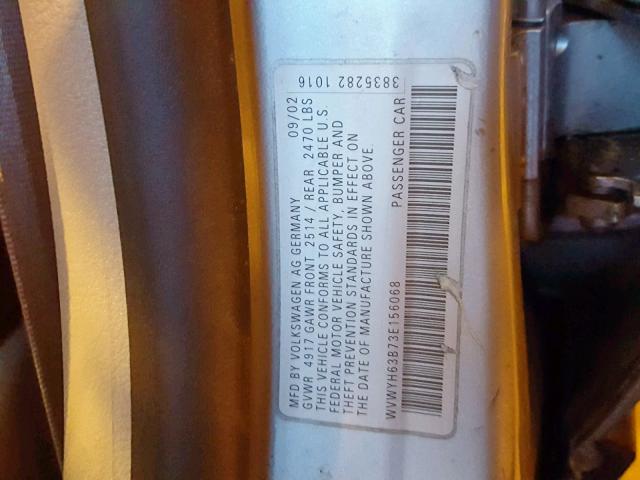 3835282 1016
MFD BY VOLKSWAGEN AG GERMANY 09/02
GVWR 4917 GAWR FRONT 2514 / REAR 2470 LBS
THIS VEHICLE CONFORMS TO ALL APPLICABLE U.S.
FEDERAL MOTOR VEHICLE SAFETY, BUMPER AND
THEFT PREVENTION STANDARDS IN EFFECT ON
THE DATE OF MANUFACTURE SHOWN ABOVE.
WVWYH63B73E156068 PASSENGER CAR